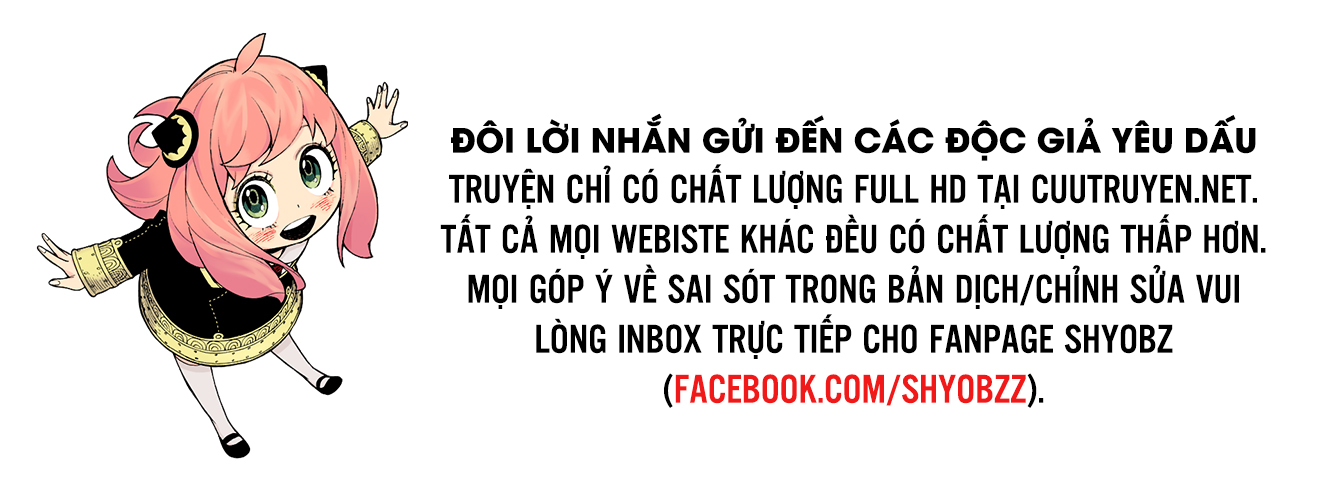 ĐÔI LỜI NHẮN GỬI ĐẾN CÁC ĐỘC GIẢ YÊU DẤU
TRUYỆN CHỈ CÓ CHẤT LƯỢNG FULL HD TẠI CUUTRUYEN.NET.
TẤT CẢ MỌI WEBISTE KHÁC ĐỀU CÓ CHẤT LƯỢNG THẤP HƠN.
MỌI GÓP Ý VỀ SAI SÓT TRONG BẢN DỊCH/CHỈNH SỬA VUI
LÒNG INBOX TRỰC TIẾP CHO FANPAGE SHYOBZ
(FACEBOOK.COM/SHYOBZZ).